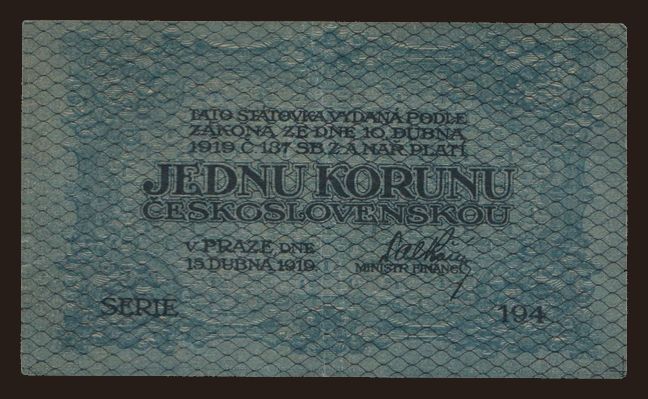 TATO STÁTOVKA VYDANÁ PODLE
ZÁKONA ZE DNE 10. DUBNA
1919 Č. 187 SB. Z. A NAŘ. PLATÍ
JEDNU KORUNU
ČESKOSLOVENSKOU
V PRAZE, DNE
15. DUBNA, 1919.
MINISTR FINANCÍ
SERIE 194